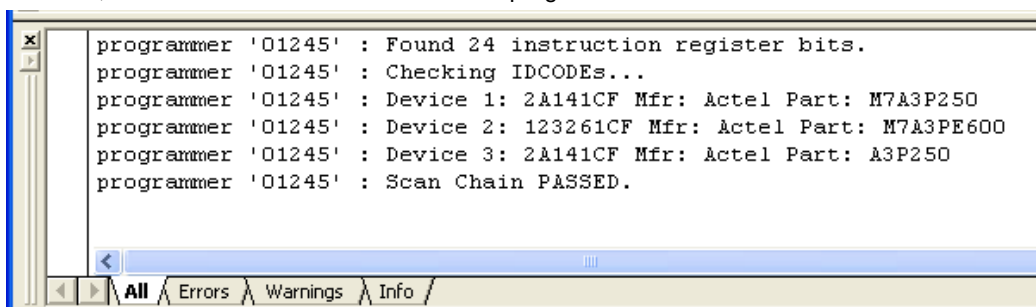 programmer '01245' : Found 24 instruction register bits.
programmer '01245' : Checking IDCODEs...
programmer '01245' : Device 1: 2A141CF Mfr: Actel Part: M7A3P250
programmer '01245' : Device 2: 123261CF Mfr: Actel Part: M7A3PE600
programmer '01245' : Device 3: 2A141CF Mfr: Actel Part: A3P250
programmer '01245' : Scan Chain PASSED.
All Errors Warnings Info